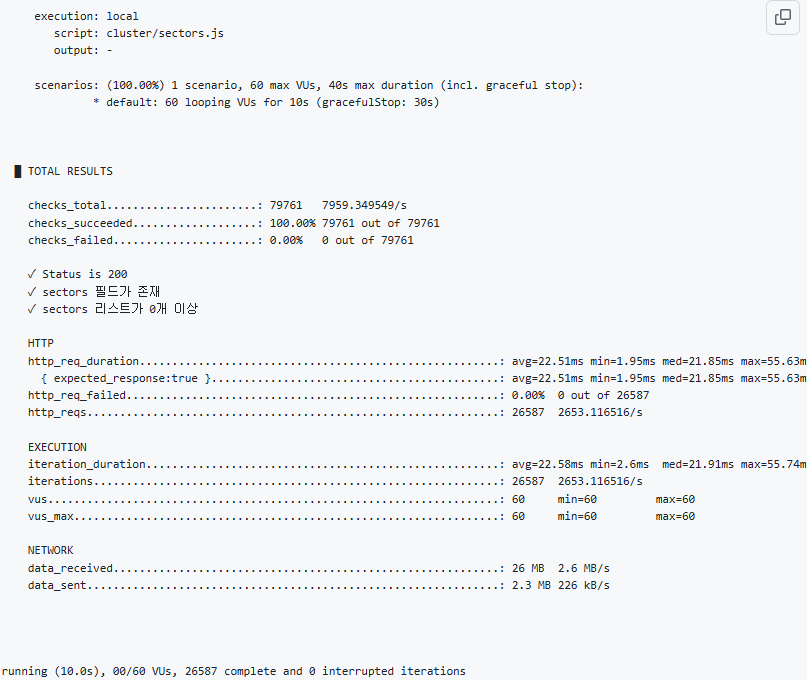 execution: local
script: cluster/sectors.js
output: -
scenarios: (100.00%) 1 scenario, 60 max VUs, 40s max duration (incl. graceful stop):
* default: 60 looping VUs for 10s (gracefulStop: 30s)
█ TOTAL RESULTS
checks_total.......................: 79761   7959.349549/s
checks_succeeded...................: 100.00% 79761 out of 79761
checks_failed......................: 0.00%   0 out of 79761
✓ Status is 200
✓ sectors 필드가 존재
✓ sectors 리스트가 0개 이상
HTTP
http_req_duration.......................................................: avg=22.51ms min=1.95ms med=21.85ms max=55.63m
{ expected_response:true }............................................: avg=22.51ms min=1.95ms med=21.85ms max=55.63m
http_req_failed.........................................................: 0.00%  0 out of 26587
http_reqs...............................................................: 26587  2653.116516/s
EXECUTION
iteration_duration......................................................: avg=22.58ms min=2.6ms  med=21.91ms max=55.74m
iterations..............................................................: 26587  2653.116516/s
vus.....................................................................: 60     min=60         max=60
vus_max.................................................................: 60     min=60         max=60
NETWORK
data_received...........................................................: 26 MB  2.6 MB/s
data_sent...............................................................: 2.3 MB 226 kB/s
running (10.0s), 00/60 VUs, 26587 complete and 0 interrupted iterations